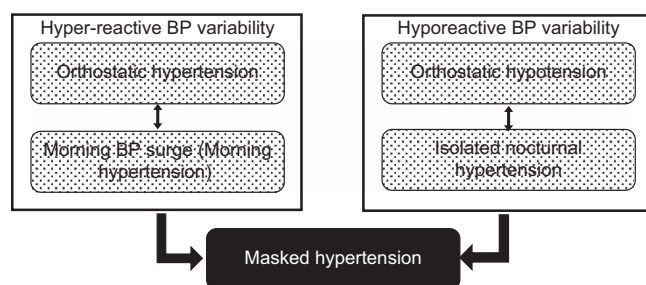 Hyper-reactive BP variability
Orthostatic hypertension
Morning BP surge (Morning
hypertension)
Hyporeactive BP variability
Orthostatic hypotension
Isolated nocturnal
hypertension
Masked hypertension